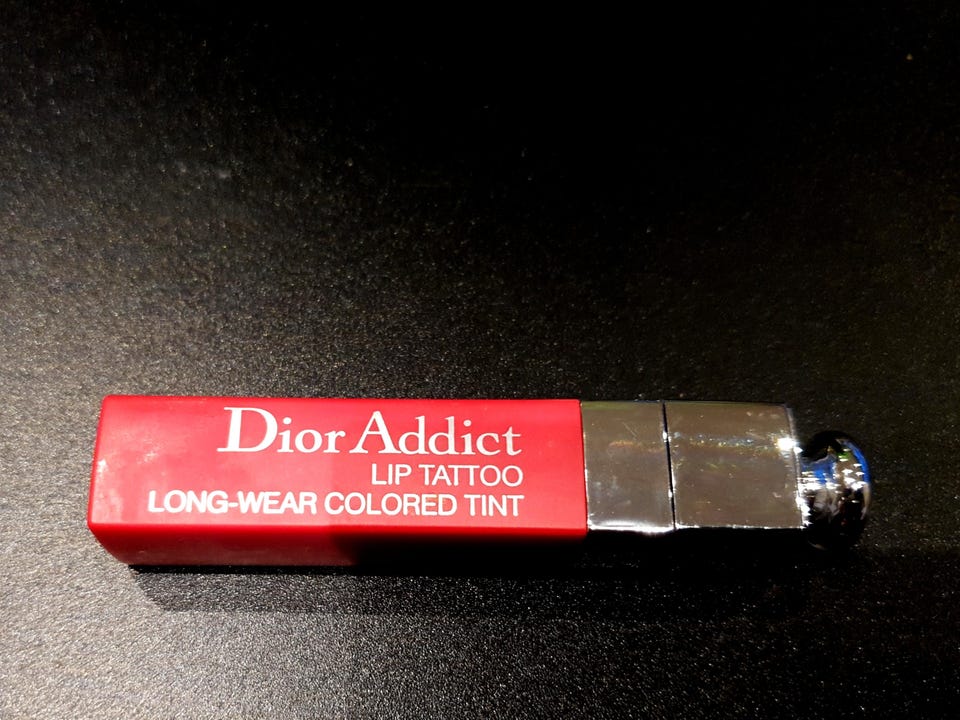 Dior Addict
LIP TATTOO
LONG-WEAR COLORED TINT